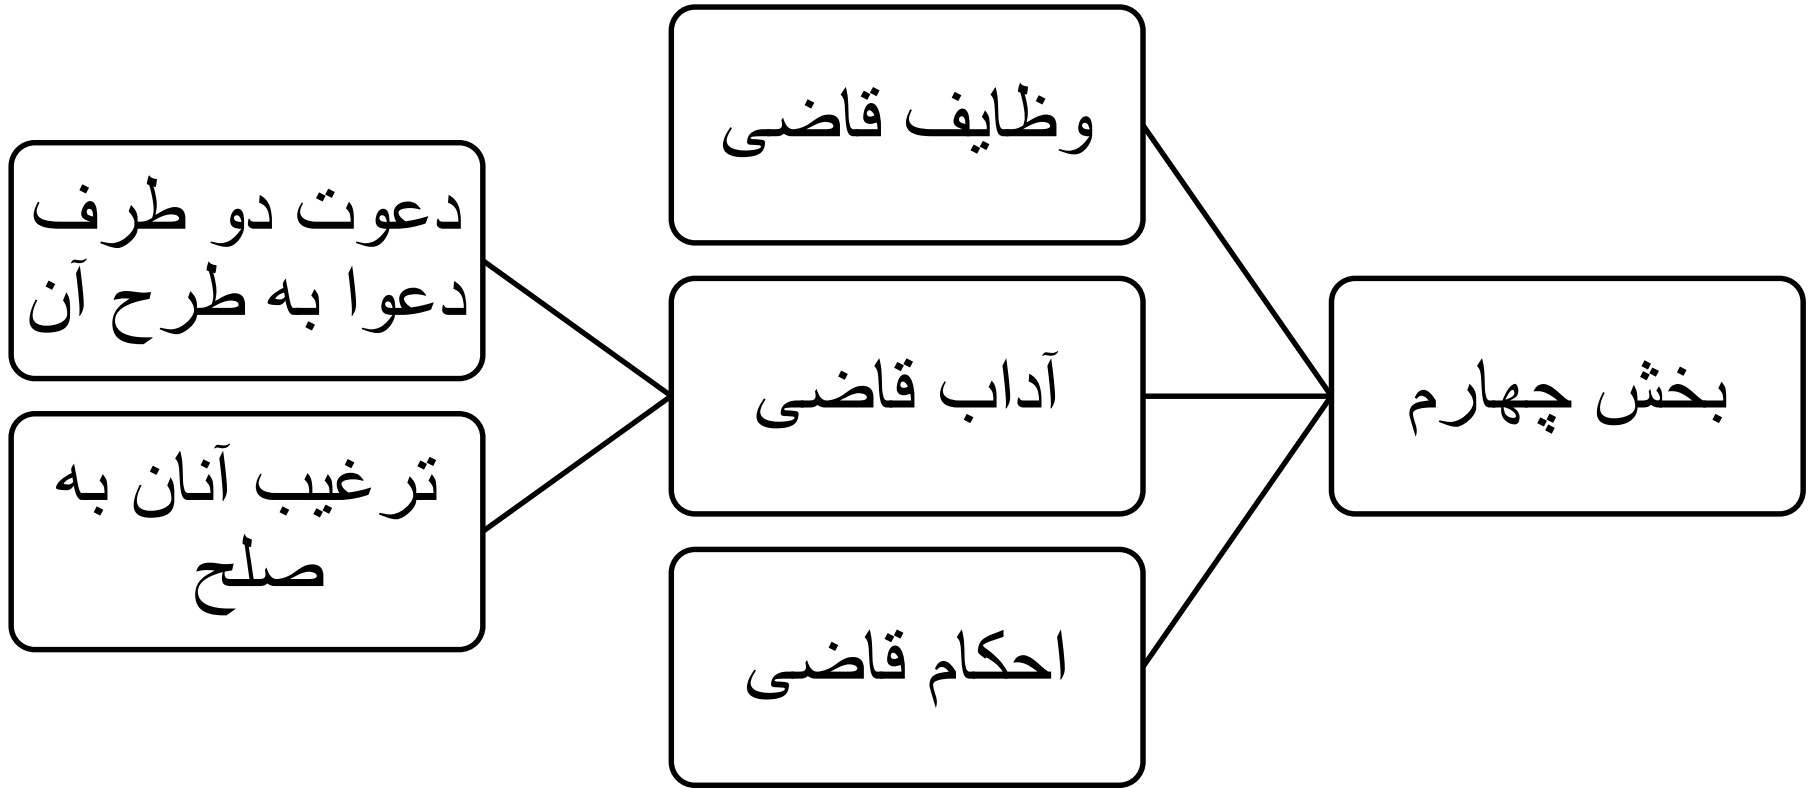 بخش چهارم
وظایف قاضی
آداب قاضی
دعوت دو طرف
دعوا به طرح آن
ترغیب آنان به
صلح
احکام قاضی